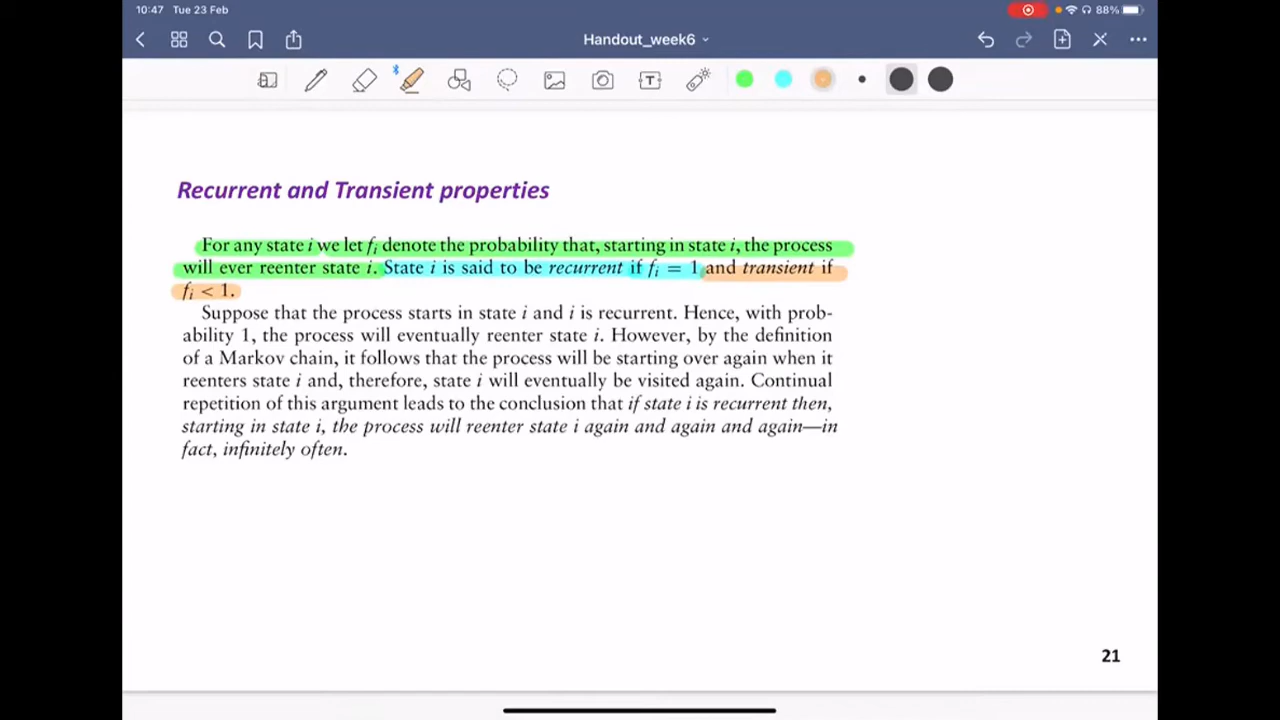 10:47 Tue 23 Feb 88%
Handout_week6
T
Recurrent and Transient properties
For any state i we let fi denote the probability that, starting in state i, the process
will ever reenter state i. State i is said to be recurrent if fi = 1 and transient if
fi < 1.
Suppose that the process starts in state i and i is recurrent. Hence, with prob-
ability 1, the process will eventually reenter state i. However, by the definition
of a Markov chain, it follows that the process will be starting over again when it
reenters state i and, therefore, state i will eventually be visited again. Continual
repetition of this argument leads to the conclusion that if state i is recurrent then,
starting in state i, the process will reenter state i again and again and again—in
fact, infinitely often.
21